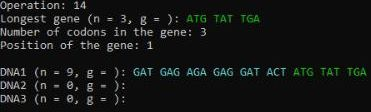 Operation: 14
Longest gene (n = 3, g = ): ATG TAT TGA
Number of codons in the gene: 3
Position of the gene: 1
DNA1 (n = 9, g = ): GAT GAG AGA GAG GAT ACT ATG TAT TGA
DNA2 (n = 0, g = ):
DNA3 (n = 0, g = ):